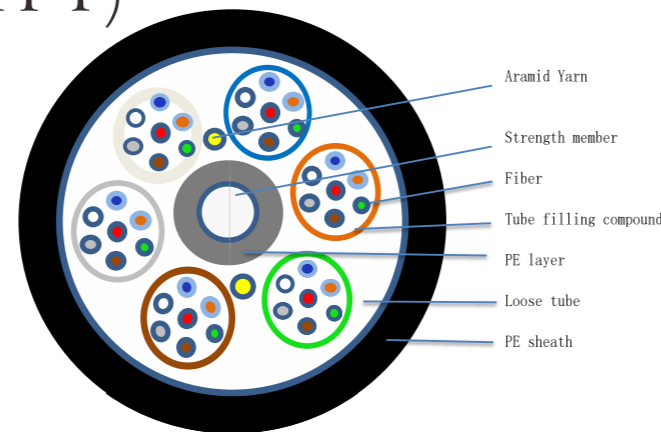 Aramid Yarn
Strength member
Fiber
Tube filling compound
PE layer
Loose tube
PE sheath